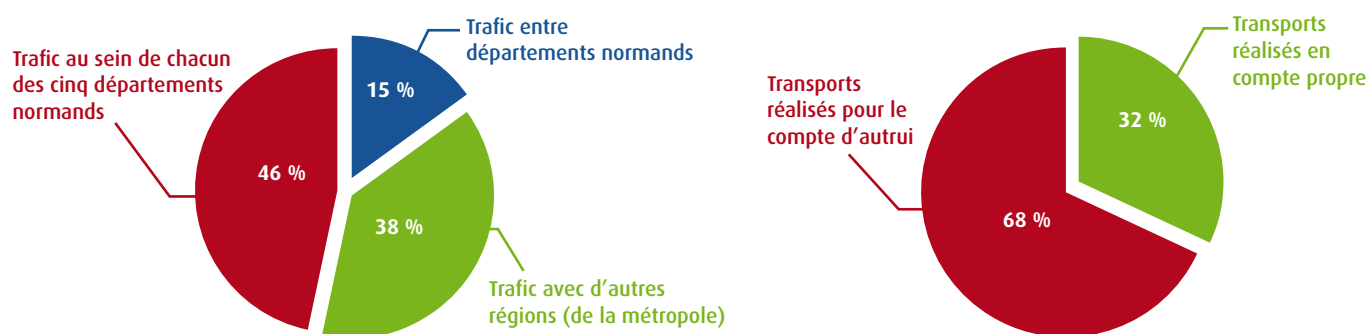 Trafic au sein de chacun
des cinq départements
normands
46 %
Trafic entre
départements normands
15 %
38 %
Trafic avec d'autres
régions (de la métropole)
Transports
réalisés pour le
compte d'autrui
68 %
Transports
réalisés en
compte propre
32 %